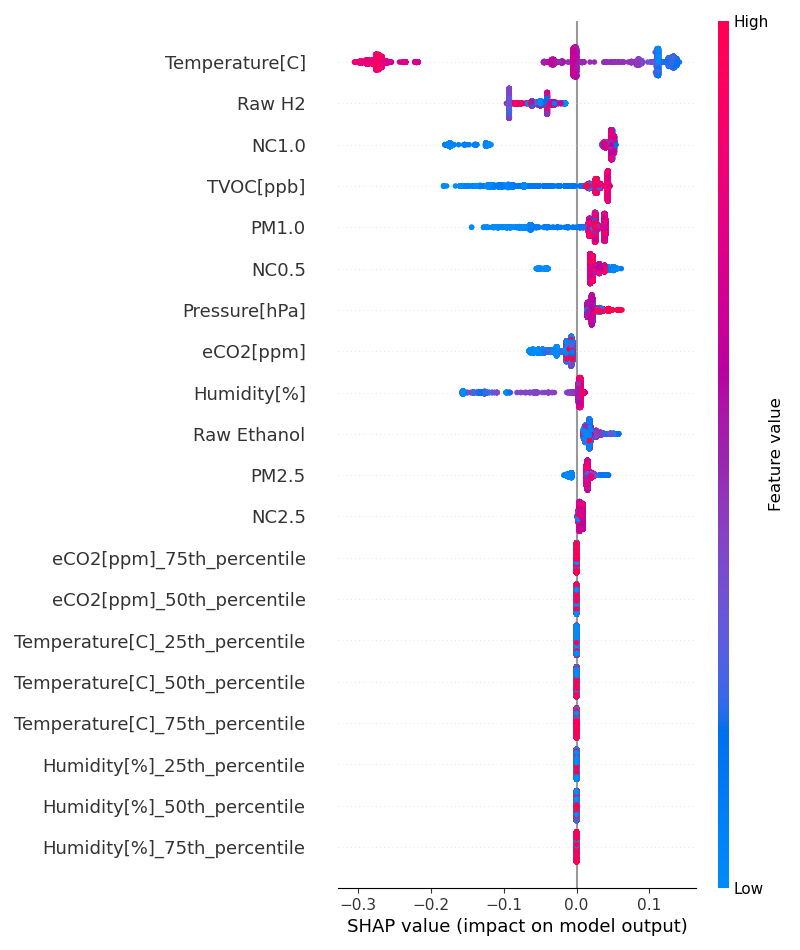 High
Temperature[C]
Raw H2
NC1.0
TVOC[ppb]
PM1.0
NC0.5
Pressure[hPa]
eCO2[ppm]
Humidity[%]
Raw Ethanol
PM2.5
NC2.5
eCO2[ppm]_75th_percentile
eCO2[ppm]_50th_percentile
Temperature[C]_25th_percentile
Temperature[C]_50th_percentile
Temperature[C]_75th_percentile
Humidity[%]_25th_percentile
Humidity[%]_50th_percentile
Humidity[%]_75th_percentile
Feature value
Low
−0.3 −0.2 −0.1 0.0 0.1
SHAP value (impact on model output)